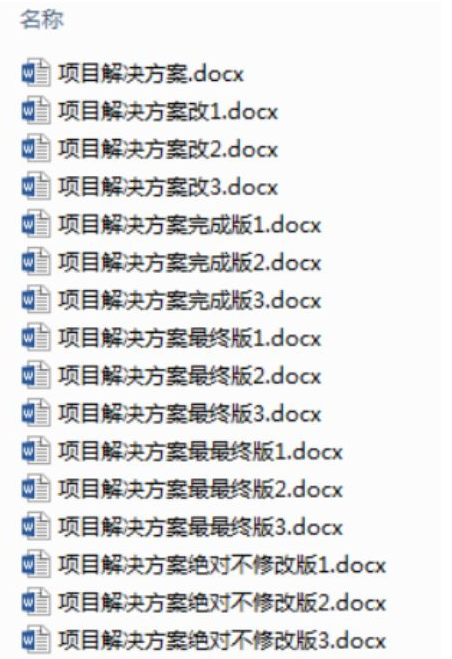 名称
项目解决方案.docx
项目解决方案改1.docx
项目解决方案改2.docx
项目解决方案改3.docx
项目解决方案完成版1.docx
项目解决方案完成版2.docx
项目解决方案完成版3.docx
项目解决方案最终版1.docx
项目解决方案最终版2.docx
项目解决方案最终版3.docx
项目解决方案最最终版1.docx
项目解决方案最最终版2.docx
项目解决方案最最终版3.docx
项目解决方案绝对不修改版1.docx
项目解决方案绝对不修改版2.docx
项目解决方案绝对不修改版3.docx